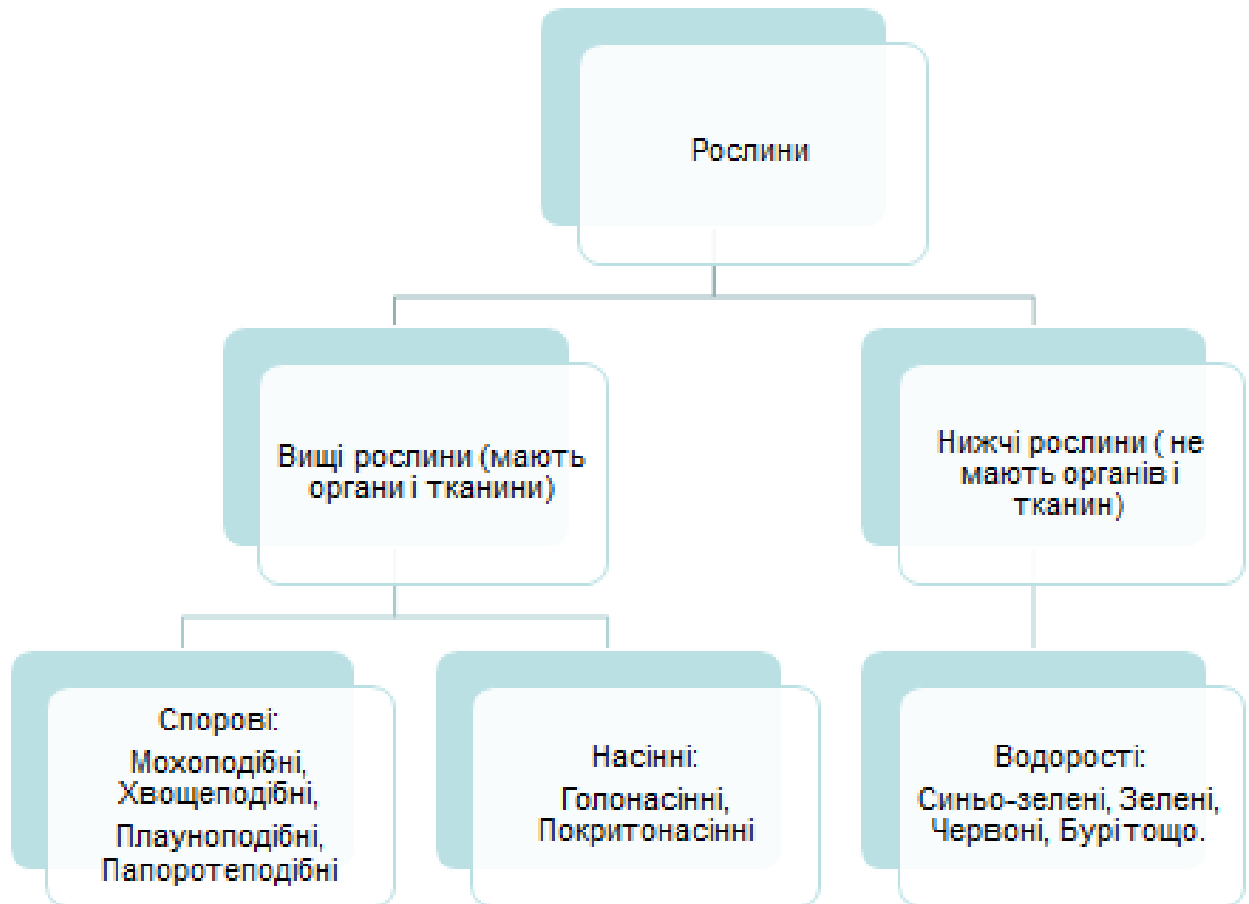 Рослини
Вищі рослини (мають
органи і тканини)
Нижчі рослини ( не
мають органів і
тканин)
Спорові:
Мохоподібні,
Хвощеподібні,
Плауноподібні,
Папоротеподібні
Насінні:
Голонасінні,
Покритонасінні
Водорості:
Синьо-зелені, Зелені,
Червоні, Бурітощо.